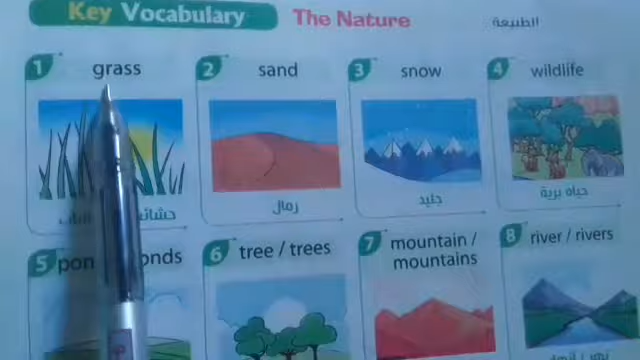 Key Vocabulary The Nature الطبيعة
1 grass 2 sand 3 snow 4 wildlife
رمال جليد حياة برية
5 6 tree / trees 7 mountain / mountains 8 river / rivers